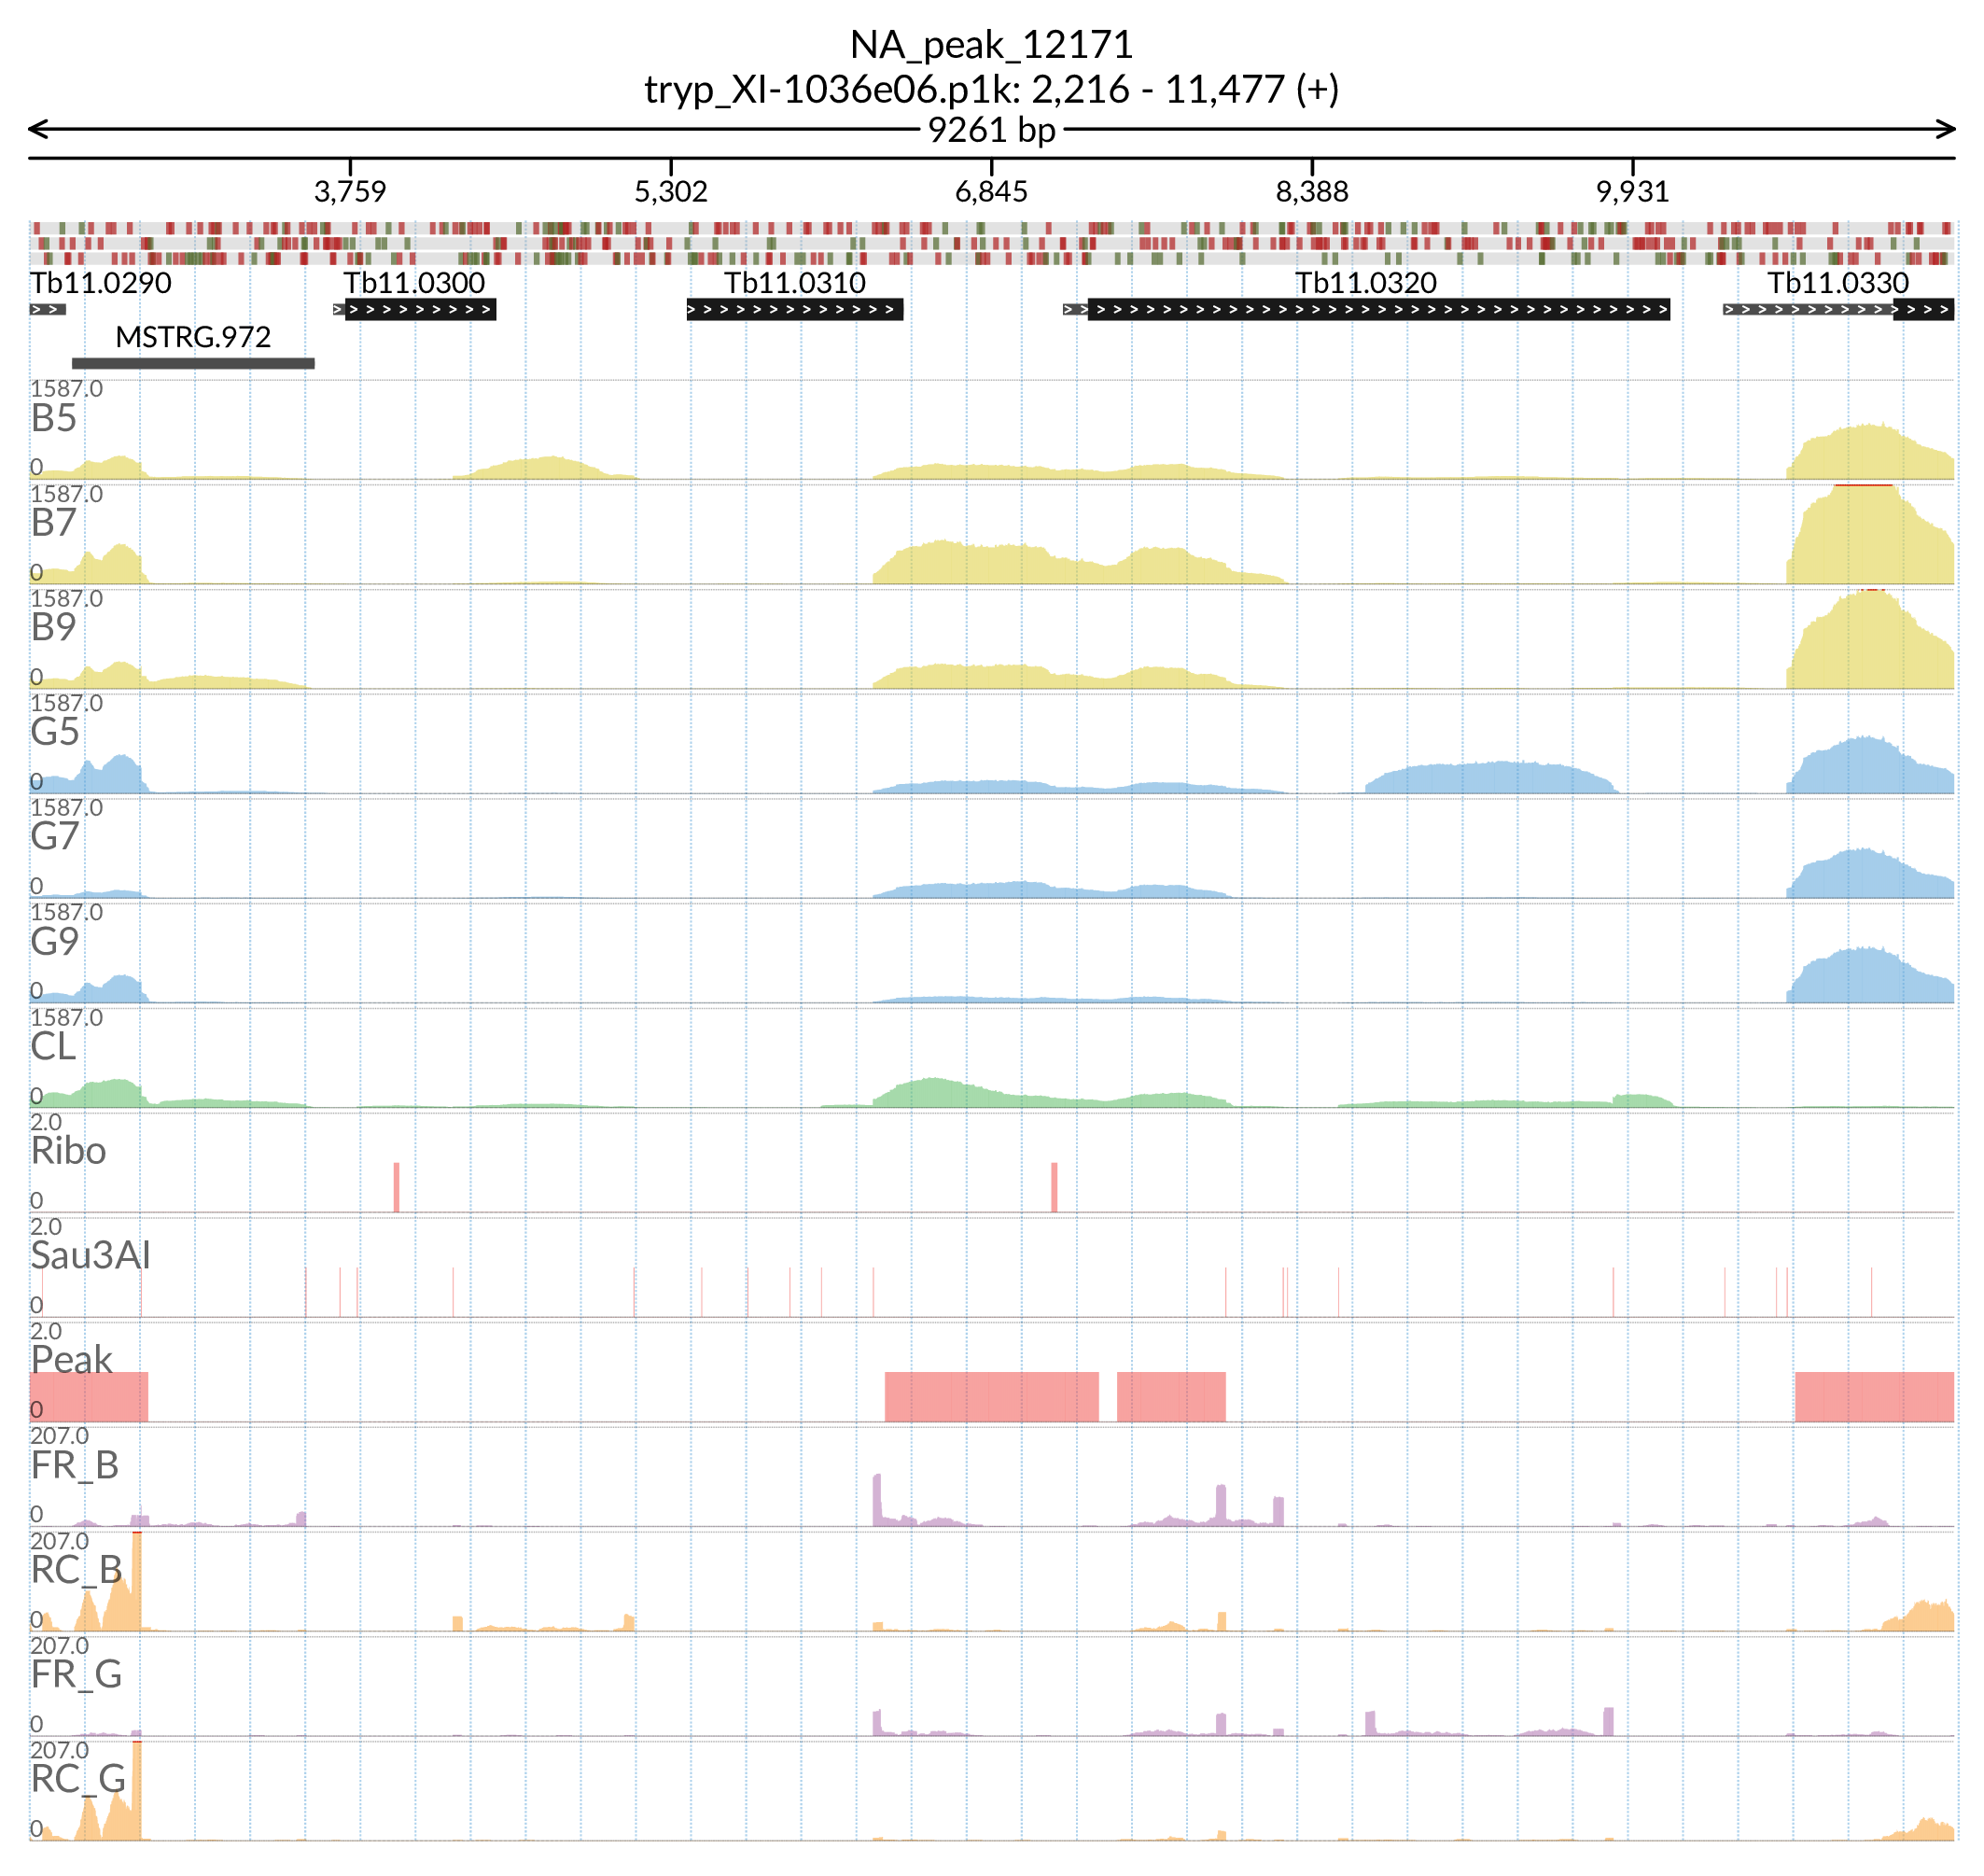 NA_peak_12171
tryp_XI-1036e06.p1k: 2,216 - 11,477 (+)
9261 bp
3,759 5,302 6,845 8,388 9,931
Tb11.0290 Tb11.0300 Tb11.0310 Tb11.0320 Tb11.0330
MSTRG.972
1587.0
B5
0
1587.0
B7
0
1587.0
B9
0
1587.0
G5
0
1587.0
G7
0
1587.0
G9
0
1587.0
CL
0
2.0
Ribo
0
2.0
Sau3AI
0
2.0
Peak
0
207.0
FR_B
0
207.0
RC_B
0
207.0
FR_G
0
207.0
RC_G
0